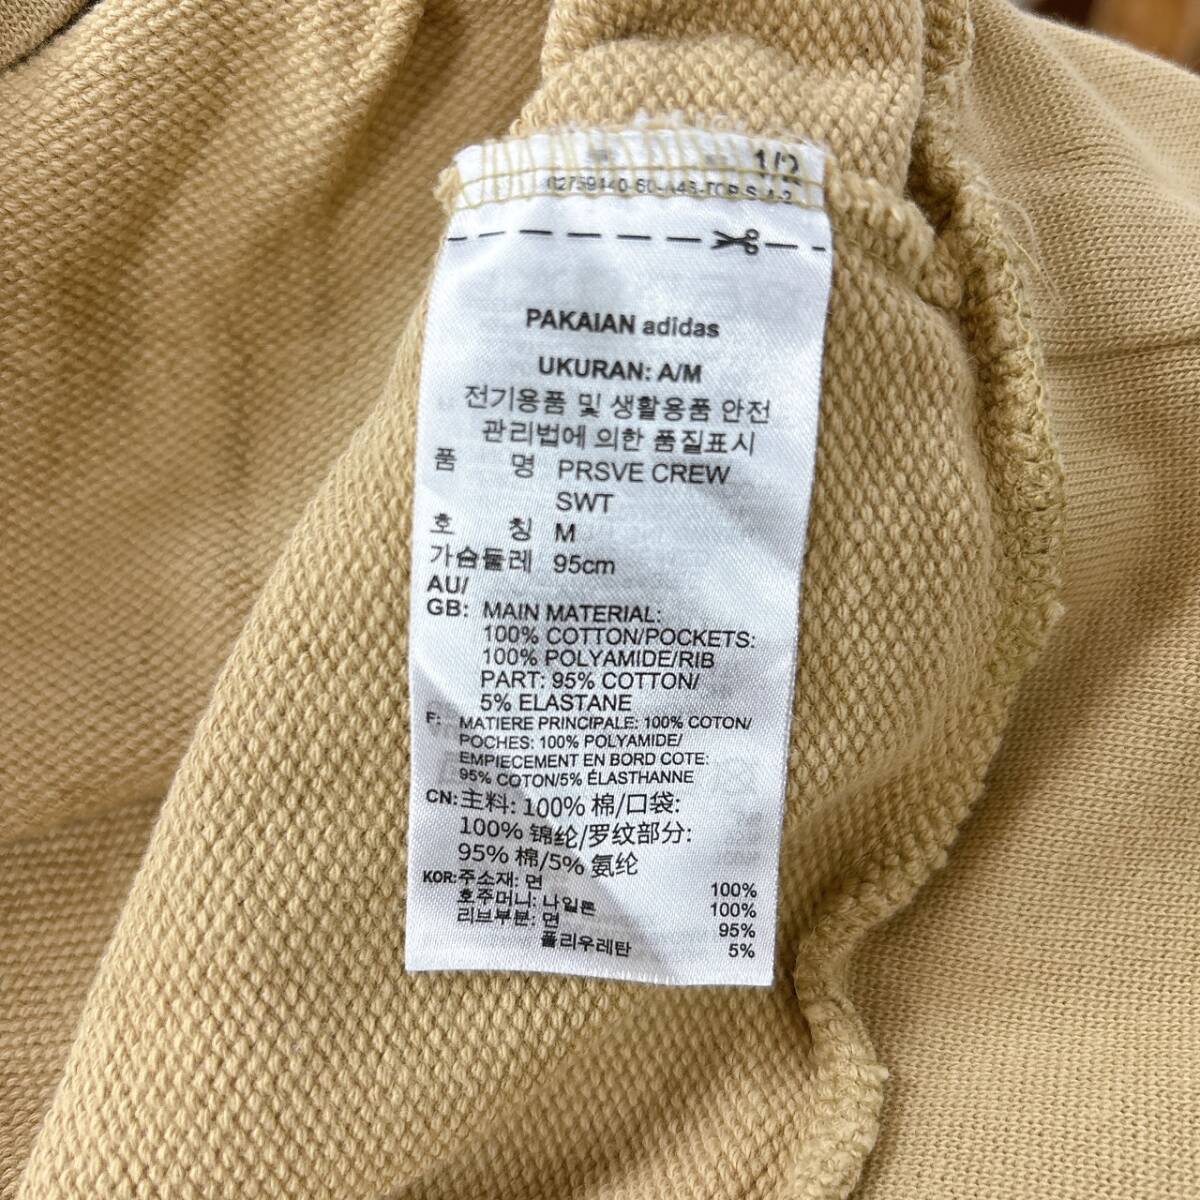 1/2
PAKAIAN adidas
UKURAN: A/M
전기용품 및 생활용품 안전
관리법에 의한 품질표시
품 명 PRSVE CREW
SWT
호 칭 M
가슴둘레 95cm
AU/
GB: MAIN MATERIAL:
100% COTTON/POCKETS:
100% POLYAMIDE/RIB
PART: 95% COTTON/
5% ELASTANE
F: MATIERE PRINCIPALE: 100% COTON/
POCHES: 100% POLYAMIDE/
EMPIECEMENT EN BORD COTE:
95% COTON/5% ÉLASTHANNE
CN: 主料: 100% 棉/口袋:
100% 锦纶/罗纹部分:
95% 棉/5% 氨纶
KOR: 주소재: 면 100%
호주머니: 나일론 100%
리브부분: 면 95%
폴리우레탄 5%